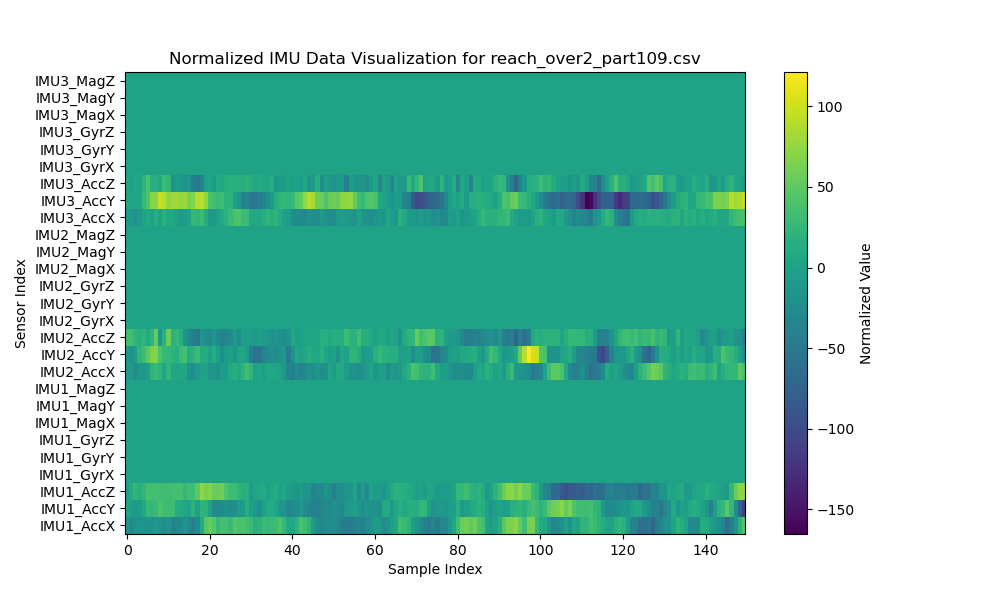 Normalized IMU Data Visualization for reach_over2_part109.csv
IMU3_MagZ
IMU3_MagY
IMU3_MagX
IMU3_GyrZ
IMU3_GyrY
IMU3_GyrX
IMU3_AccZ
IMU3_AccY
IMU3_AccX
IMU2_MagZ
IMU2_MagY
IMU2_MagX
IMU2_GyrZ
IMU2_GyrY
IMU2_GyrX
IMU2_AccZ
IMU2_AccY
IMU2_AccX
IMU1_MagZ
IMU1_MagY
IMU1_MagX
IMU1_GyrZ
IMU1_GyrY
IMU1_GyrX
IMU1_AccZ
IMU1_AccY
IMU1_AccX
Sensor Index
0 20 40 60 80 100 120 140
Sample Index
100
50
0
−50
−100
−150
Normalized Value